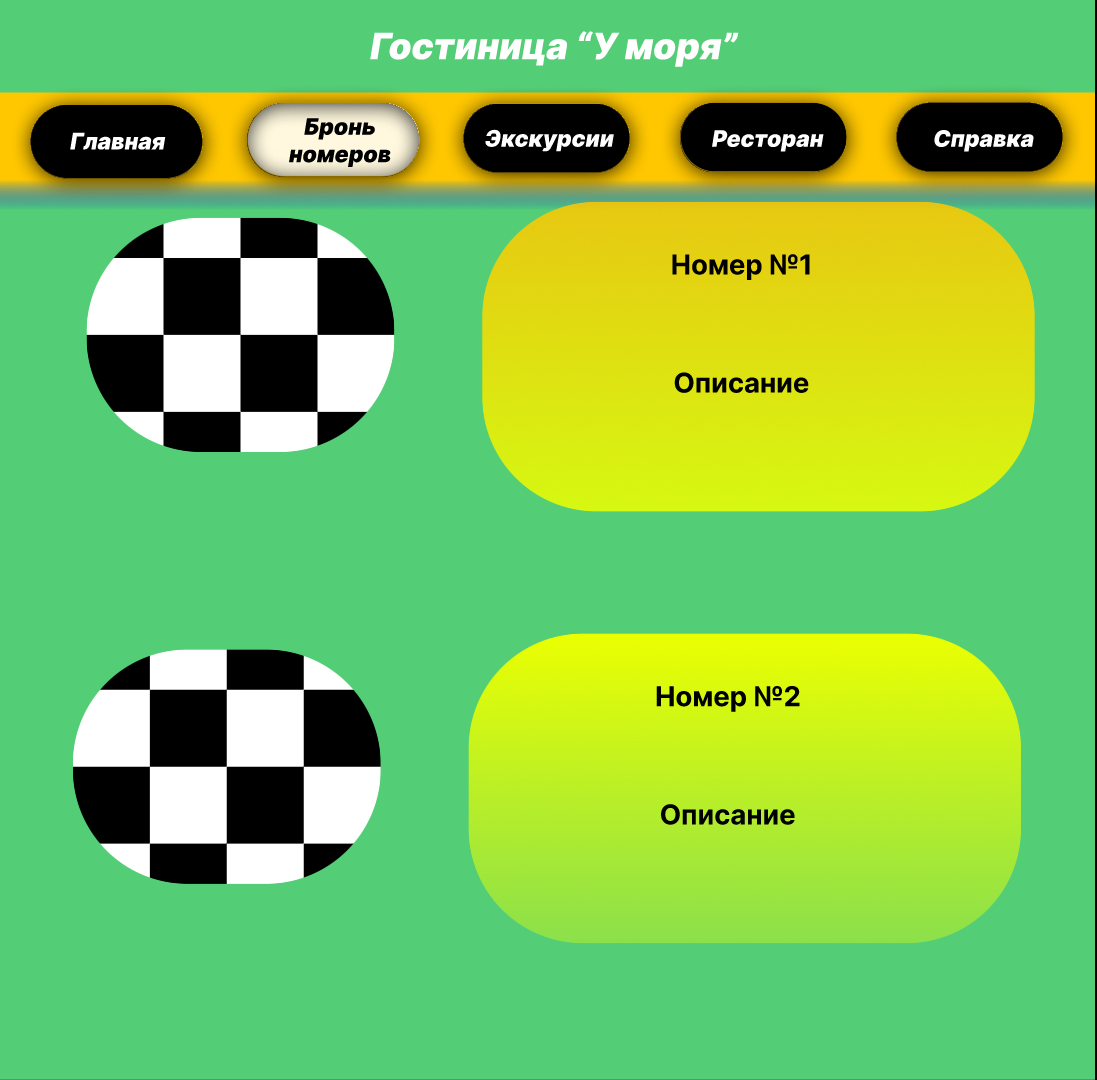 Гостиница “У моря”
Главная
Бронь
номеров
Экскурсии
Ресторан
Справка
Номер №1
Описание
Номер №2
Описание